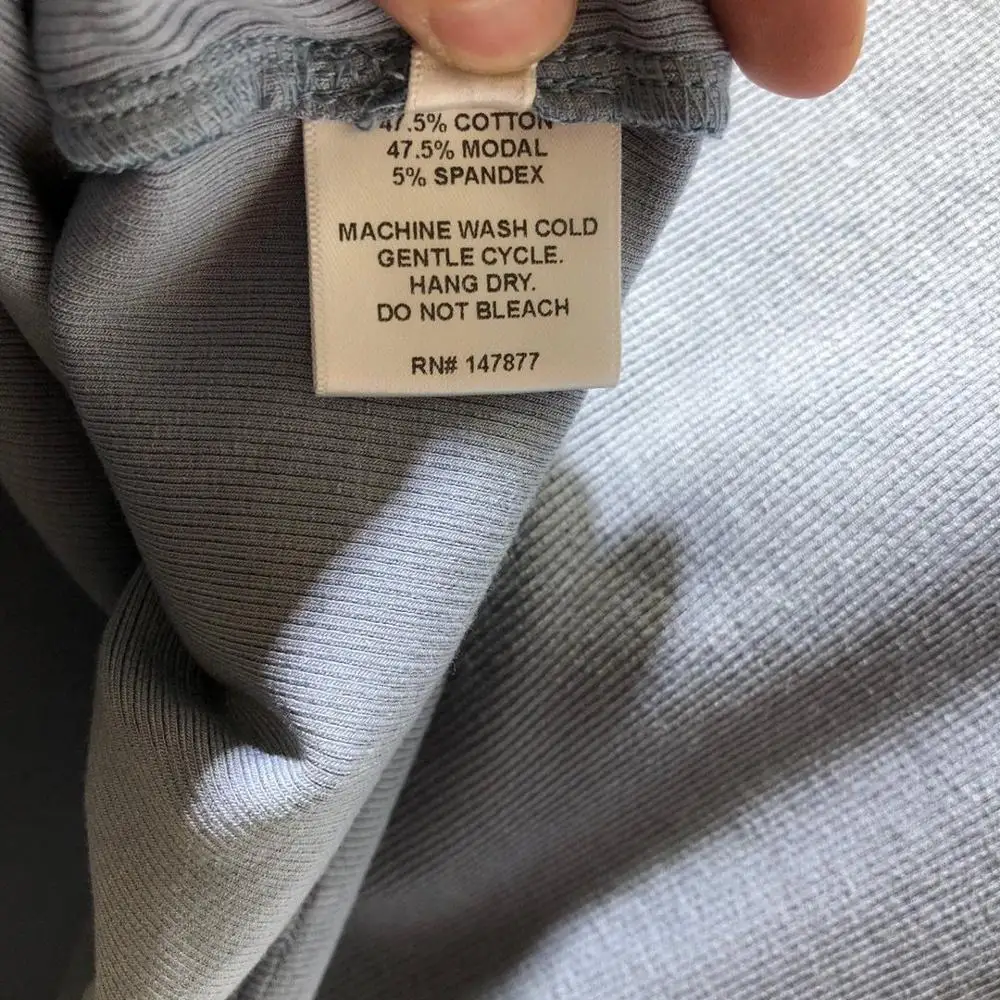 47.5% COTTON
47.5% MODAL
5% SPANDEX
MACHINE WASH COLD
GENTLE CYCLE.
HANG DRY.
DO NOT BLEACH
RN# 147877